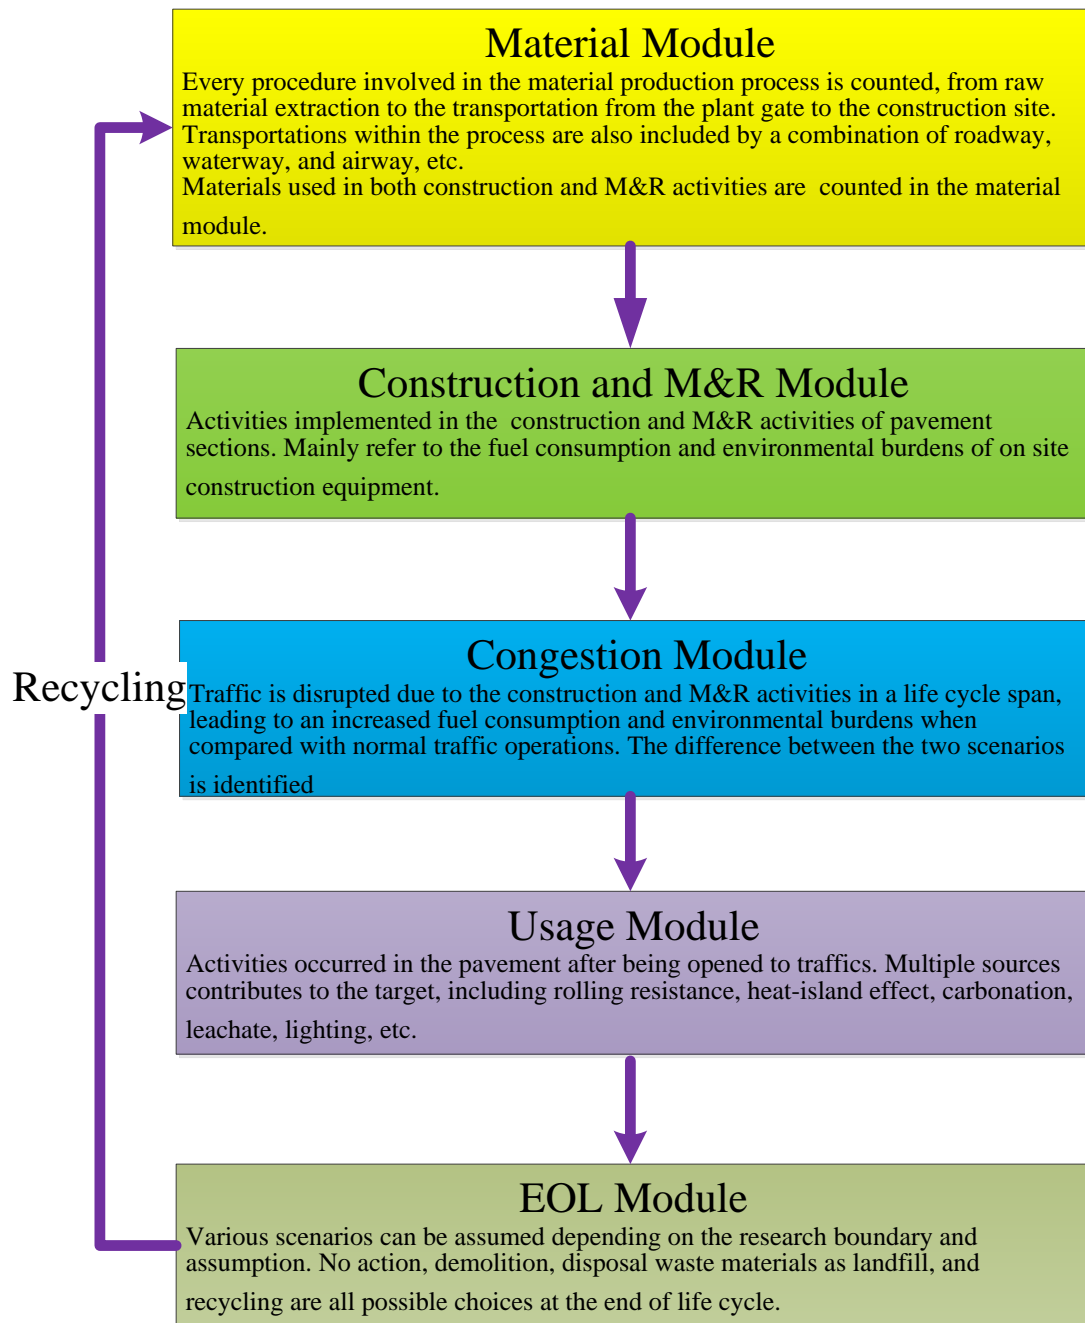 Material Module
Every procedure involved in the material production process is counted, from raw
material extraction to the transportation from the plant gate to the construction site.
Transportations within the process are also included by a combination of roadway,
waterway, and airway, etc.
Materials used in both construction and M&R activities are counted in the material
module.
Construction and M&R Module
Activities implemented in the construction and M&R activities of pavement
sections. Mainly refer to the fuel consumption and environmental burdens of on site
construction equipment.
Congestion Module
Recycling
Traffic is disrupted due to the construction and M&R activities in a life cycle span,
leading to an increased fuel consumption and environmental burdens when
compared with normal traffic operations. The difference between the two scenarios
is identified
Usage Module
Activities occurred in the pavement after being opened to traffics. Multiple sources
contributes to the target, including rolling resistance, heat-island effect, carbonation,
leachate, lighting, etc.
EOL Module
Various scenarios can be assumed depending on the research boundary and
assumption. No action, demolition, disposal waste materials as landfill, and
recycling are all possible choices at the end of life cycle.